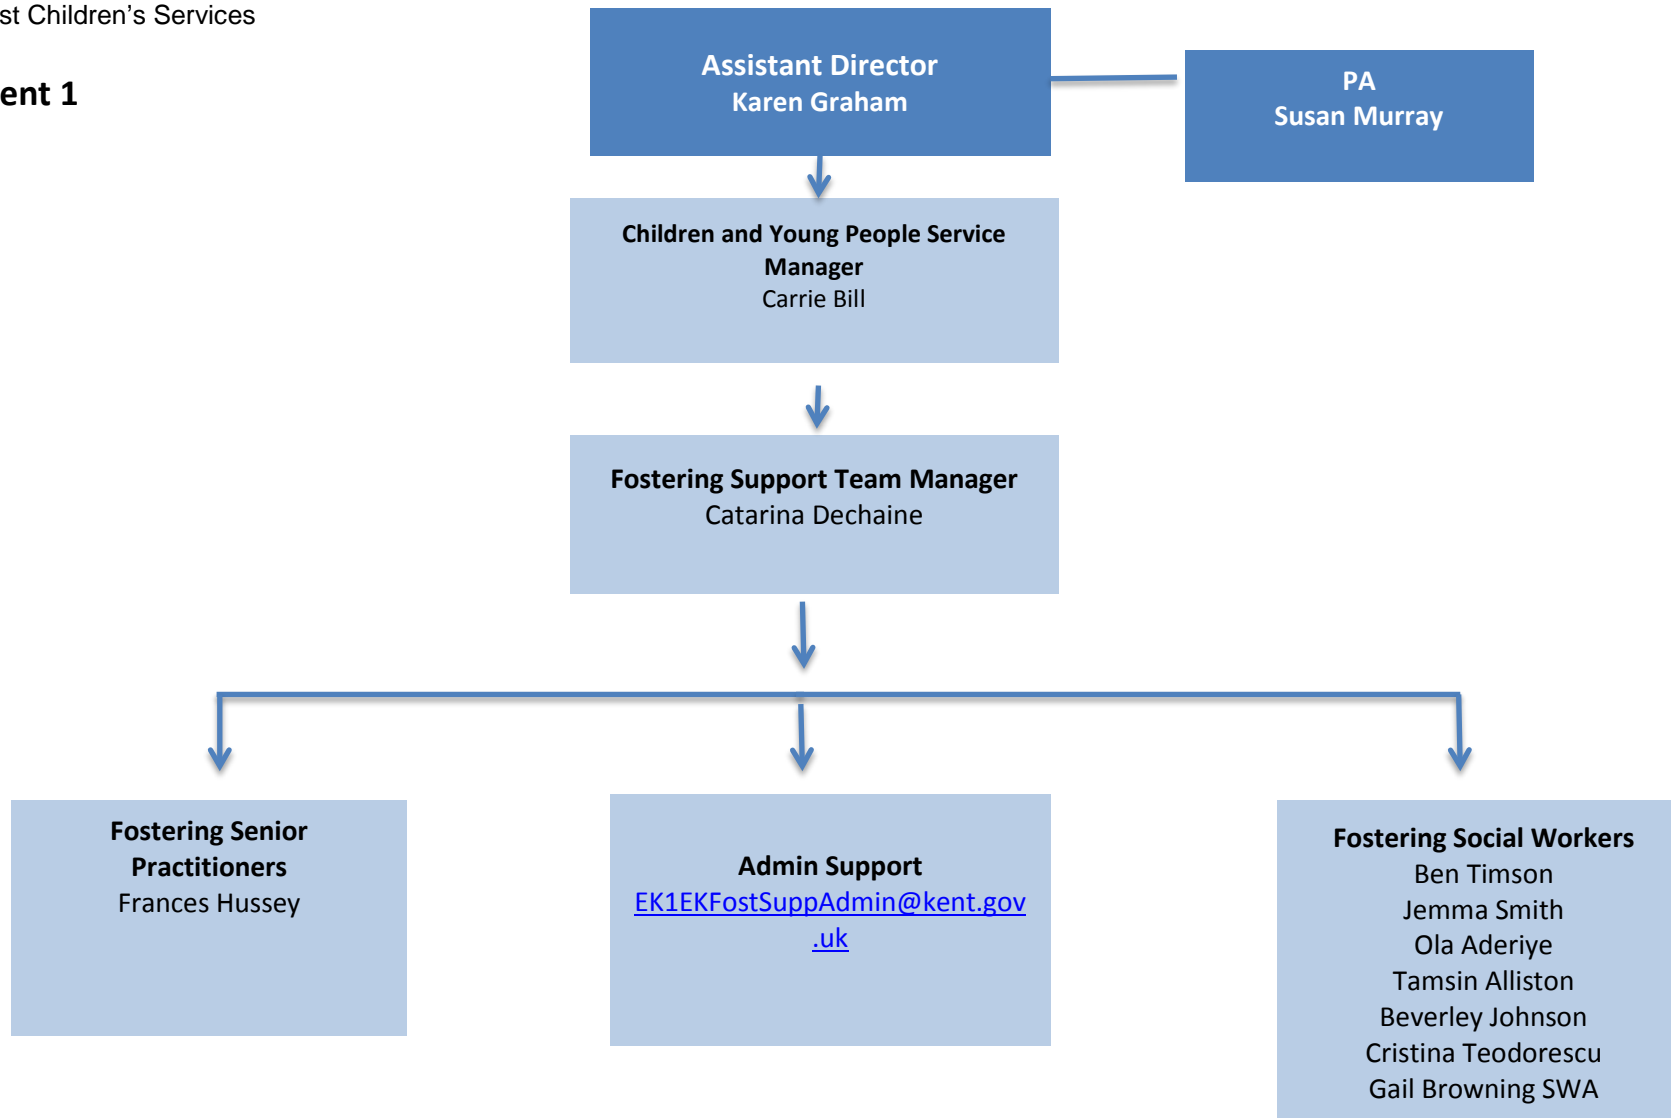 st Children’s Services
ent 1
Assistant Director
Karen Graham
PA
Susan Murray
Children and Young People Service
Manager
Carrie Bill
Fostering Support Team Manager
Catarina Dechaine
Fostering Senior
Practitioners
Frances Hussey
Admin Support
EK1EKFostSuppAdmin@kent.gov
.uk
Fostering Social Workers
Ben Timson
Jemma Smith
Ola Aderiye
Tamsin Alliston
Beverley Johnson
Cristina Teodorescu
Gail Browning SWA